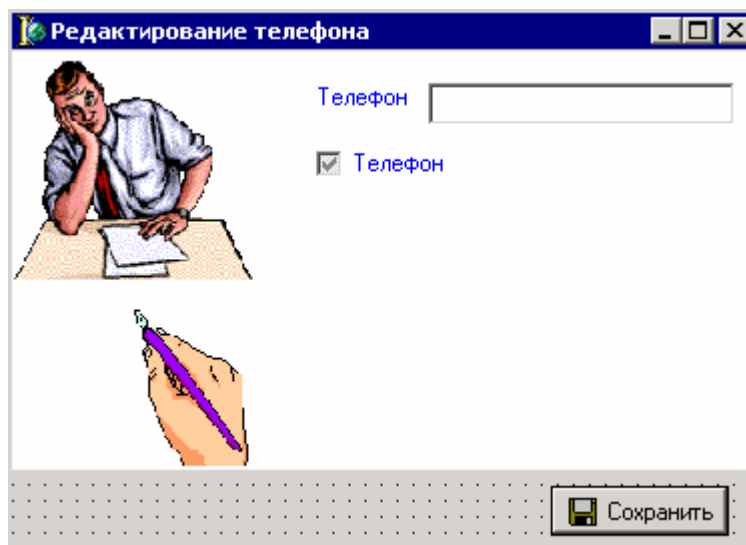 Редактирование телефона
Телефон
Телефон
Сохранить